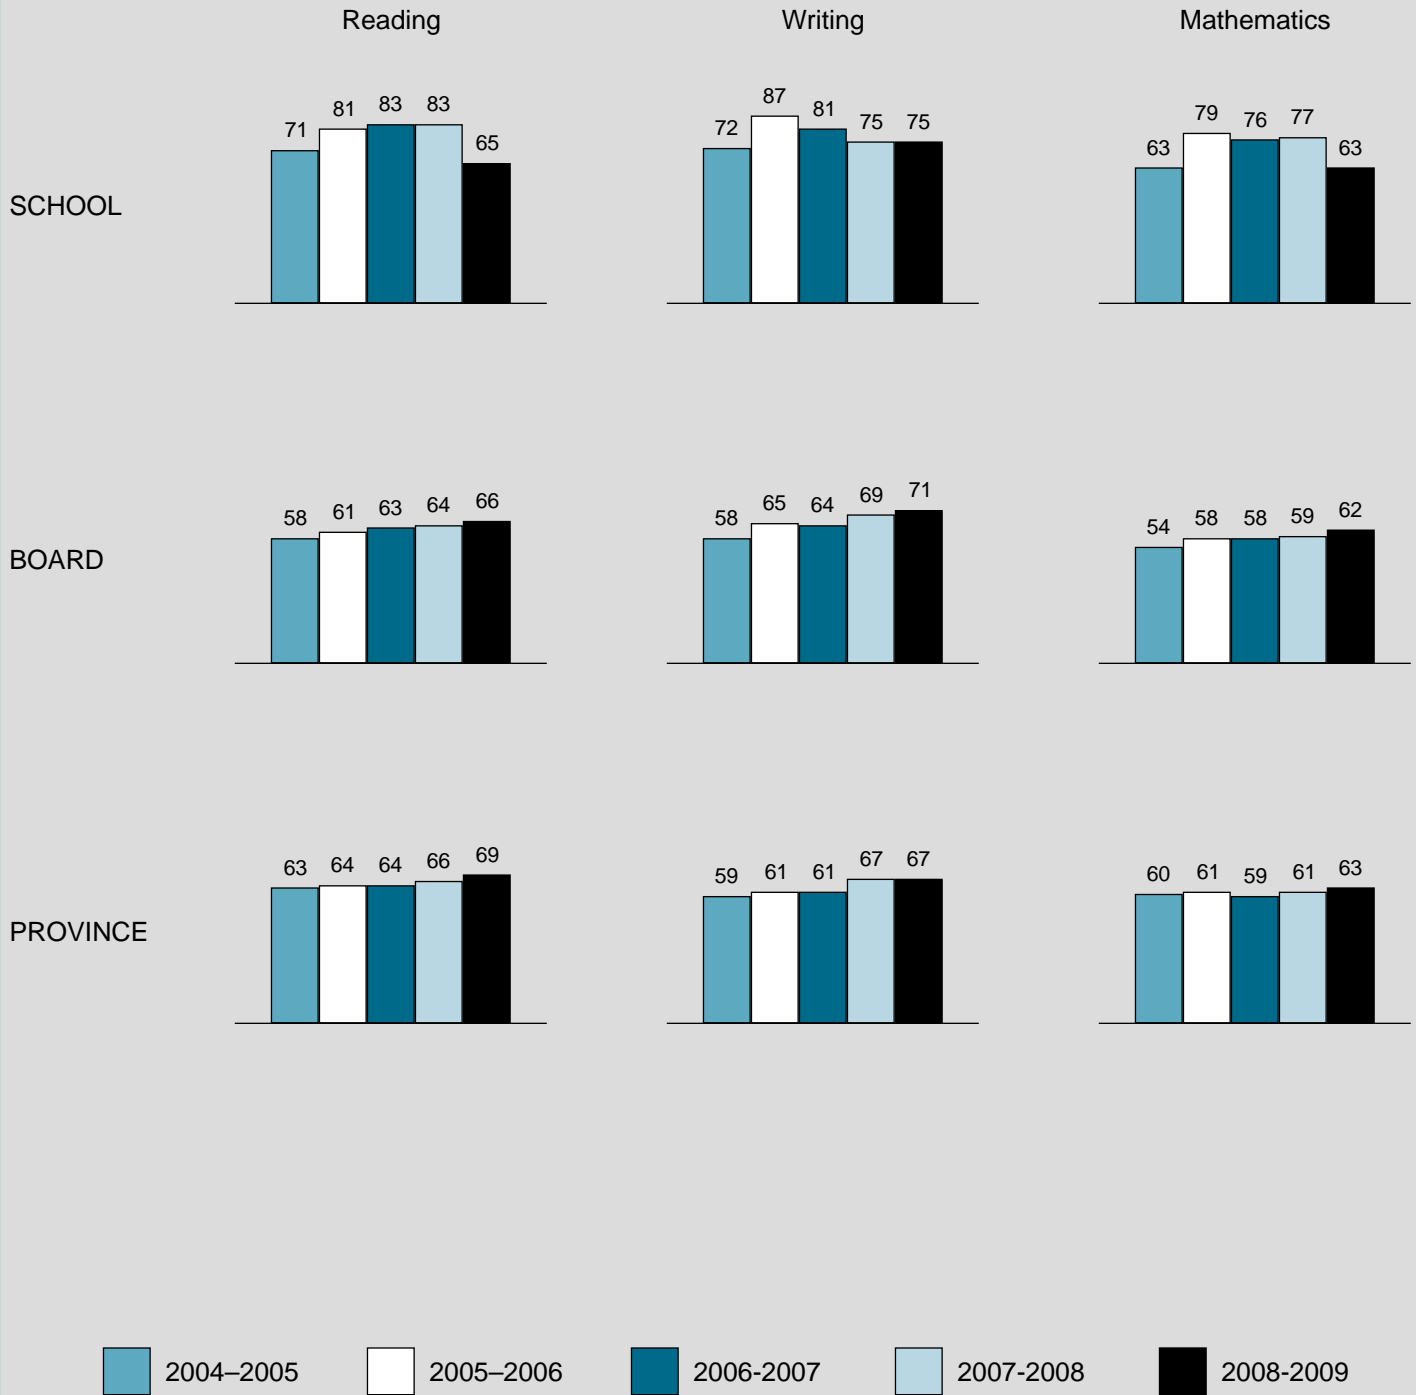 Reading Writing Mathematics
71 81 83 83 65
72 87 81 75 75
63 79 76 77 63
SCHOOL
58 61 63 64 66
58 65 64 69 71
54 58 58 59 62
BOARD
63 64 64 66 69
59 61 61 67 67
60 61 59 61 63
PROVINCE
2004–2005 2005–2006 2006-2007 2007-2008 2008-2009